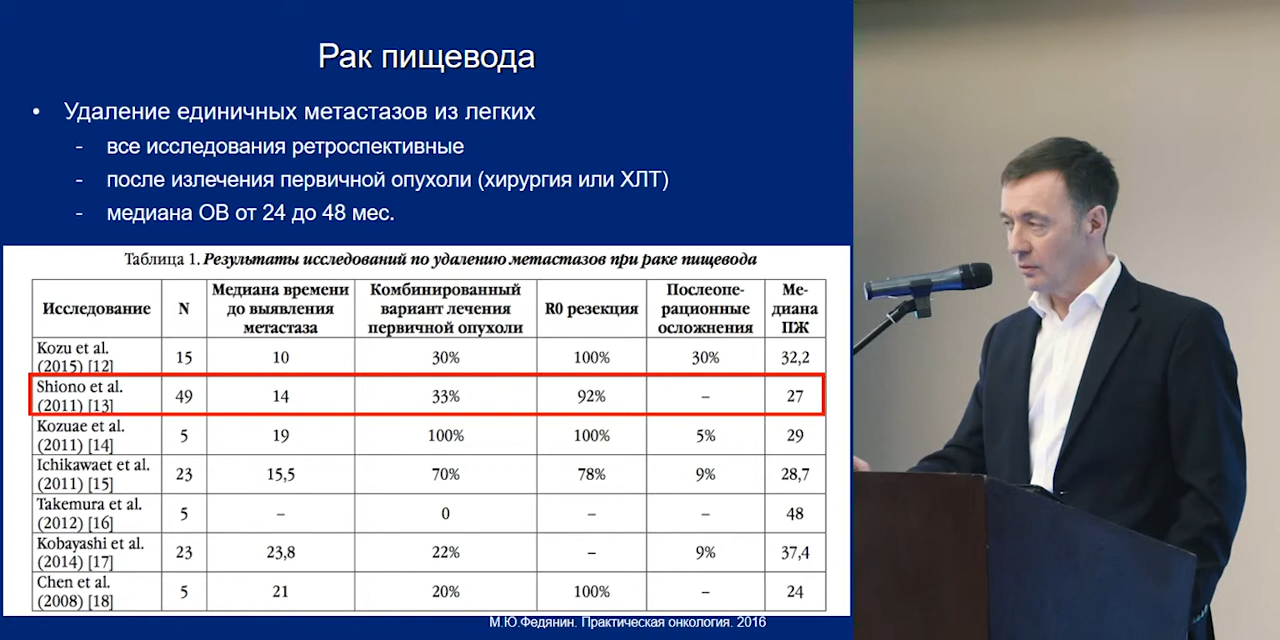 Рак пищевода
• Удаление единичных метастазов из легких
- все исследования ретроспективные
- после излечения первичной опухоли (хирургия или ХЛТ)
- медиана ОВ от 24 до 48 мес.
Таблица 1. Результаты исследований по удалению метастазов при раке пищевода
Исследование N Медиана времени до выявления метастаза Комбинированный вариант лечения первичной опухоли R0 резекция Послеопе-рационные осложнения Ме-диана ПЖ
Kozu et al. (2015) [12] 15 10 30% 100% 30% 32,2
Shiono et al. (2011) [13] 49 14 33% 92% – 27
Kozuae et al. (2011) [14] 5 19 100% 100% 5% 29
Ichikawaet et al. (2011) [15] 23 15,5 70% 78% 9% 28,7
Takemura et al. (2012) [16] 5 – 0 – – 48
Kobayashi et al. (2014) [17] 23 23,8 22% – 9% 37,4
Chen et al. (2008) [18] 5 21 20% 100% – 24
М.Ю.Федянин. Практическая онкология. 2016